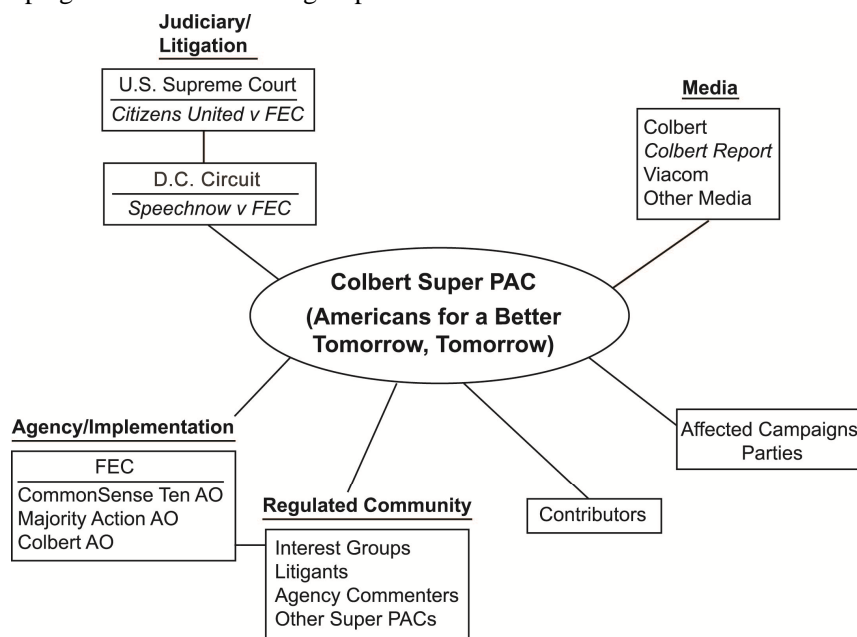 Judiciary/
Litigation
U.S. Supreme Court
Citizens United v FEC
D.C. Circuit
Speechnow v FEC
Media
Colbert
Colbert Report
Viacom
Other Media
Colbert Super PAC
(Americans for a Better
Tomorrow, Tomorrow)
Agency/Implementation
FEC
CommonSense Ten AO
Majority Action AO
Colbert AO
Regulated Community
Interest Groups
Litigants
Agency Commenters
Other Super PACs
Contributors
Affected Campaigns
Parties